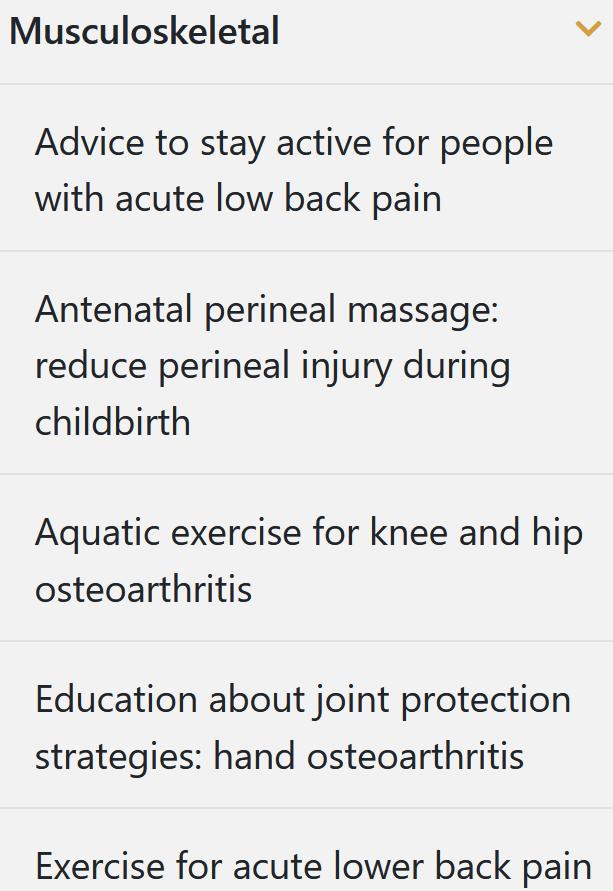 Musculoskeletal
Advice to stay active for people
with acute low back pain
Antenatal perineal massage:
reduce perineal injury during
childbirth
Aquatic exercise for knee and hip
osteoarthritis
Education about joint protection
strategies: hand osteoarthritis
Exercise for acute lower back pain